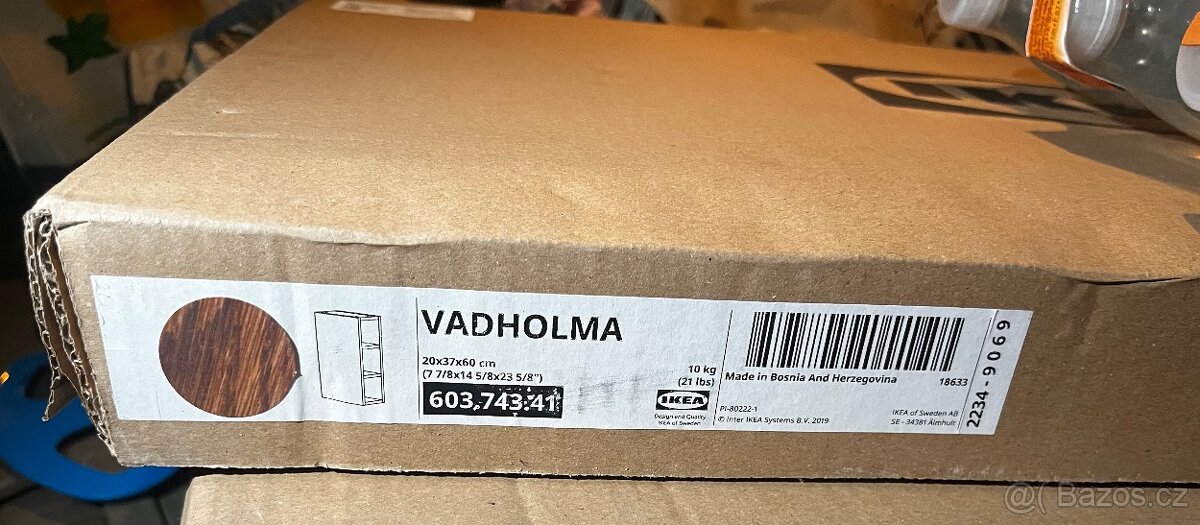 VADHOLMA
20x37x60 cm
(7 7/8x14 5/8x23 5/8")
603.743.41
10 kg
(21 lbs)
IKEA
Design and Quality
IKEA of Sweden
Made in Bosnia And Herzegovina
18633
PI-80222-1
© Inter IKEA Systems B.V. 2019
IKEA of Sweden AB
SE - 34381 Älmhult
2234 - 9069
@( Bazoš.cz